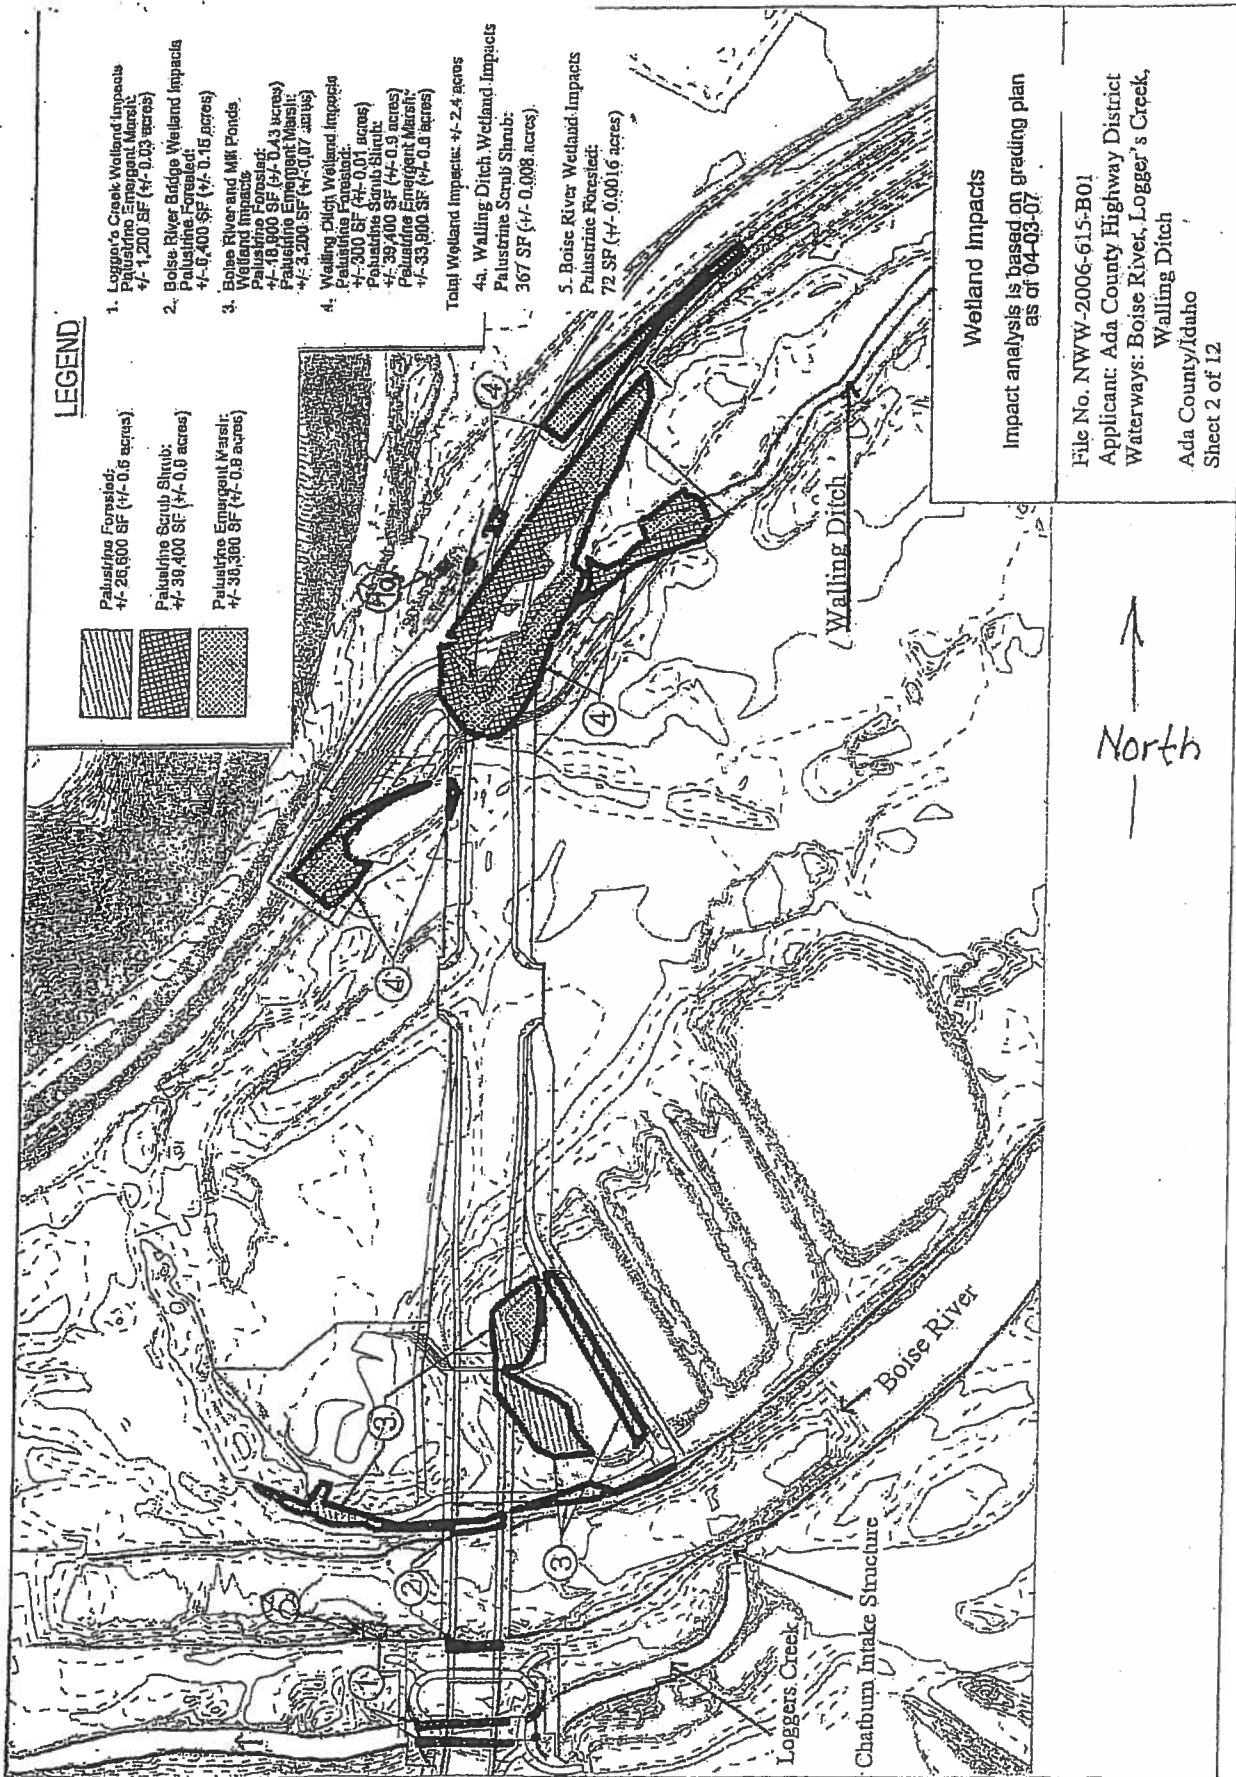 LEGEND
Palustrine Forested:
+/- 26,600 SF (+/- 0.6 acres)
Palustrine Scrub Shrub:
+/- 39,400 SF (+/- 0.9 acres)
Palustrine Emergent Marsh:
+/- 38,300 SF (+/- 0.8 acres)
1. Logger's Creek Wetland Impacts
Palustrine Emergent Marsh:
+/- 1,200 SF (+/- 0.03 acres)
2. Boise River Bridge Wetland Impacts
Palustrine Forested:
+/- 6,400 SF (+/- 0.15 acres)
3. Boise River and MK Ponds
Wetland Impacts
Palustrine Forested:
+/- 18,900 SF (+/- 0.43 acres)
Palustrine Emergent Marsh:
+/- 3,200 SF (+/- 0.07 acres)
4. Walling Ditch Wetland Impacts
Palustrine Forested:
+/- 300 SF (+/- 0.01 acres)
Palustrine Scrub Shrub:
+/- 39,400 SF (+/- 0.9 acres)
Palustrine Emergent Marsh:
+/- 33,900 SF (+/- 0.8 acres)
Total Wetland Impacts: +/- 2.4 acres
4a. Walling Ditch Wetland Impacts
Palustrine Scrub Shrub:
367 SF (+/- 0.008 acres).
5. Boise River Wetland Impacts
Palustrine Forested:
72 SF (+/- 0.0016 acres)
4
4a
4
4
3
3
2
5
1
Walling Ditch
Boise River
Loggers Creek
Chatburn Intake Structure
North
Wetland Impacts
Impact analysis is based on grading plan
as of 04-03-07
File No. NWW-2006-615-B01
Applicant: Ada County Highway District
Waterways: Boise River, Logger's Creek,
Walling Ditch
Ada County/Idaho
Sheet 2 of 12